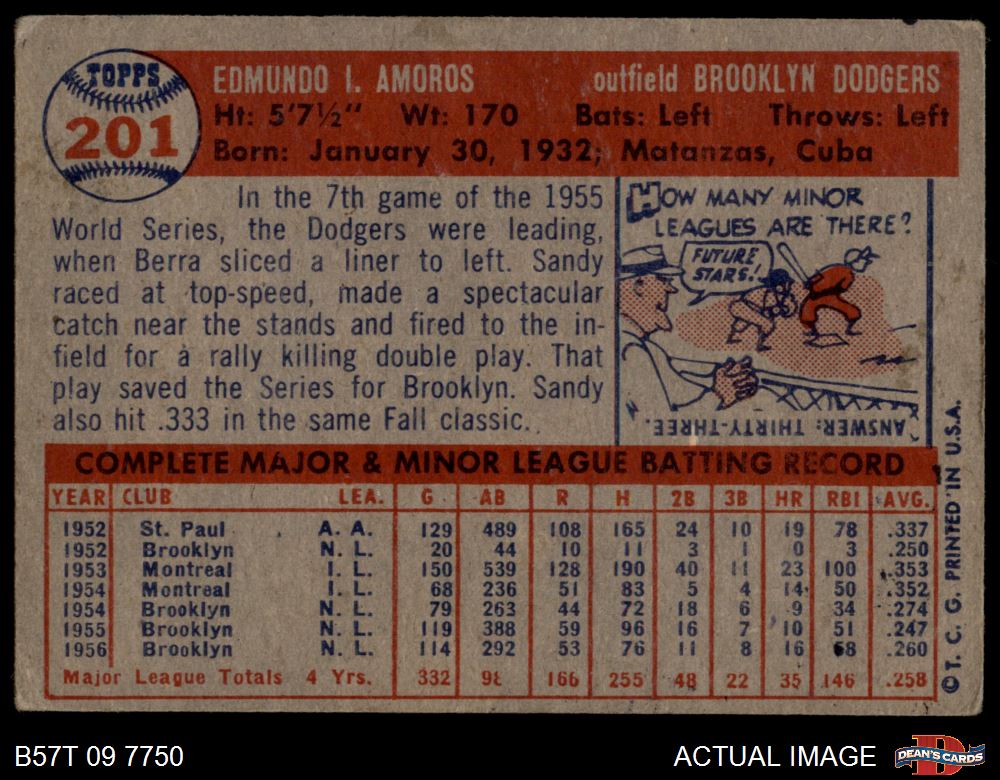 TOPPS
201
EDMUNDO I. AMOROS outfield BROOKLYN DODGERS
Ht: 5'7½" Wt: 170 Bats: Left Throws: Left
Born: January 30, 1932; Matanzas, Cuba
In the 7th game of the 1955
World Series, the Dodgers were leading,
when Berra sliced a liner to left. Sandy
raced at top-speed, made a spectacular
catch near the stands and fired to the in-
field for a rally killing double play. That
play saved the Series for Brooklyn. Sandy
also hit .333 in the same Fall classic.
HOW MANY MINOR
LEAGUES ARE THERE?
FUTURE
STARS!
ANSWER: THIRTY-THREE.
COMPLETE MAJOR & MINOR LEAGUE BATTING RECORD
YEAR CLUB LEA. G AB R H 2B 3B HR RBI AVG.
1952 St. Paul A. A. 129 489 108 165 24 10 19 78 .337
1952 Brooklyn N. L. 20 44 10 11 3 1 0 3 .250
1953 Montreal I. L. 150 539 128 190 40 11 23 100 .353
1954 Montreal I. L. 68 236 51 83 5 4 14 50 .352
1954 Brooklyn N. L. 79 263 44 72 18 6 9 34 .274
1955 Brooklyn N. L. 119 388 59 96 16 7 10 51 .247
1956 Brooklyn N. L. 114 292 53 76 11 8 16 58 .260
Major League Totals 4 Yrs. 332 166 255 48 22 35 146 .258
© T. C. G. PRINTED IN U.S.A.
B57T 09 7750
ACTUAL IMAGE
DEAN'S CARDS